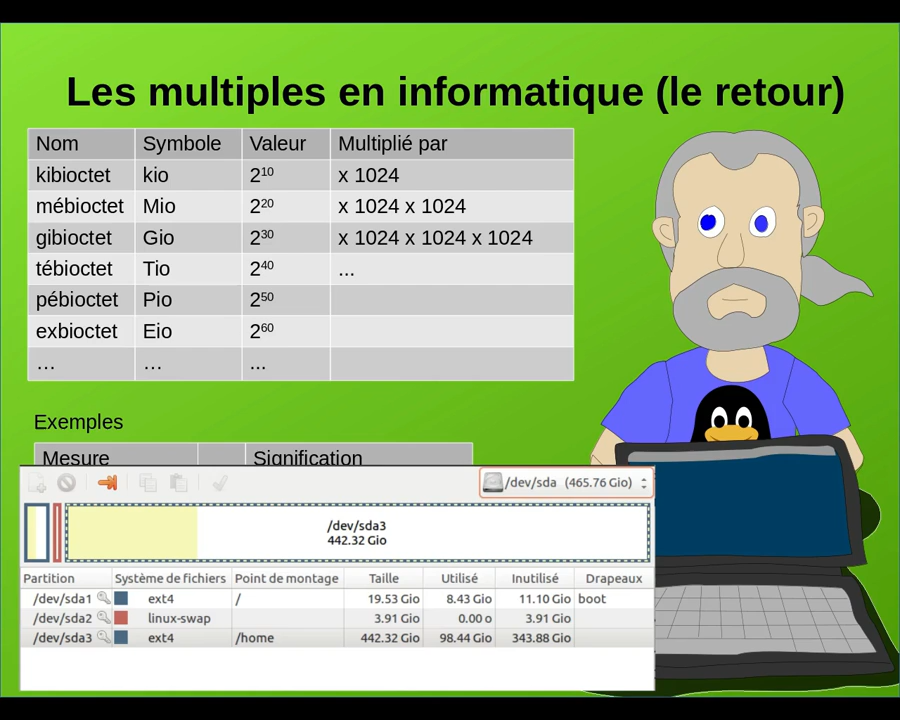 Les multiples en informatique (le retour)
Nom Symbole Valeur Multiplié par
kibioctet kio 2¹⁰ x 1024
mébioctet Mio 2²⁰ x 1024 x 1024
gibioctet Gio 2³⁰ x 1024 x 1024 x 1024
tébioctet Tio 2⁴⁰ ...
pébioctet Pio 2⁵⁰
exbioctet Eio 2⁶⁰
... ... ...
Exemples
Mesure Signification
/dev/sda (465.76 Gio)
/dev/sda3
442.32 Gio
Partition Système de fichiers Point de montage Taille Utilisé Inutilisé Drapeaux
/dev/sda1 ext4 / 19.53 Gio 8.43 Gio 11.10 Gio boot
/dev/sda2 linux-swap 3.91 Gio 0.00 o 3.91 Gio
/dev/sda3 ext4 /home 442.32 Gio 98.44 Gio 343.88 Gio